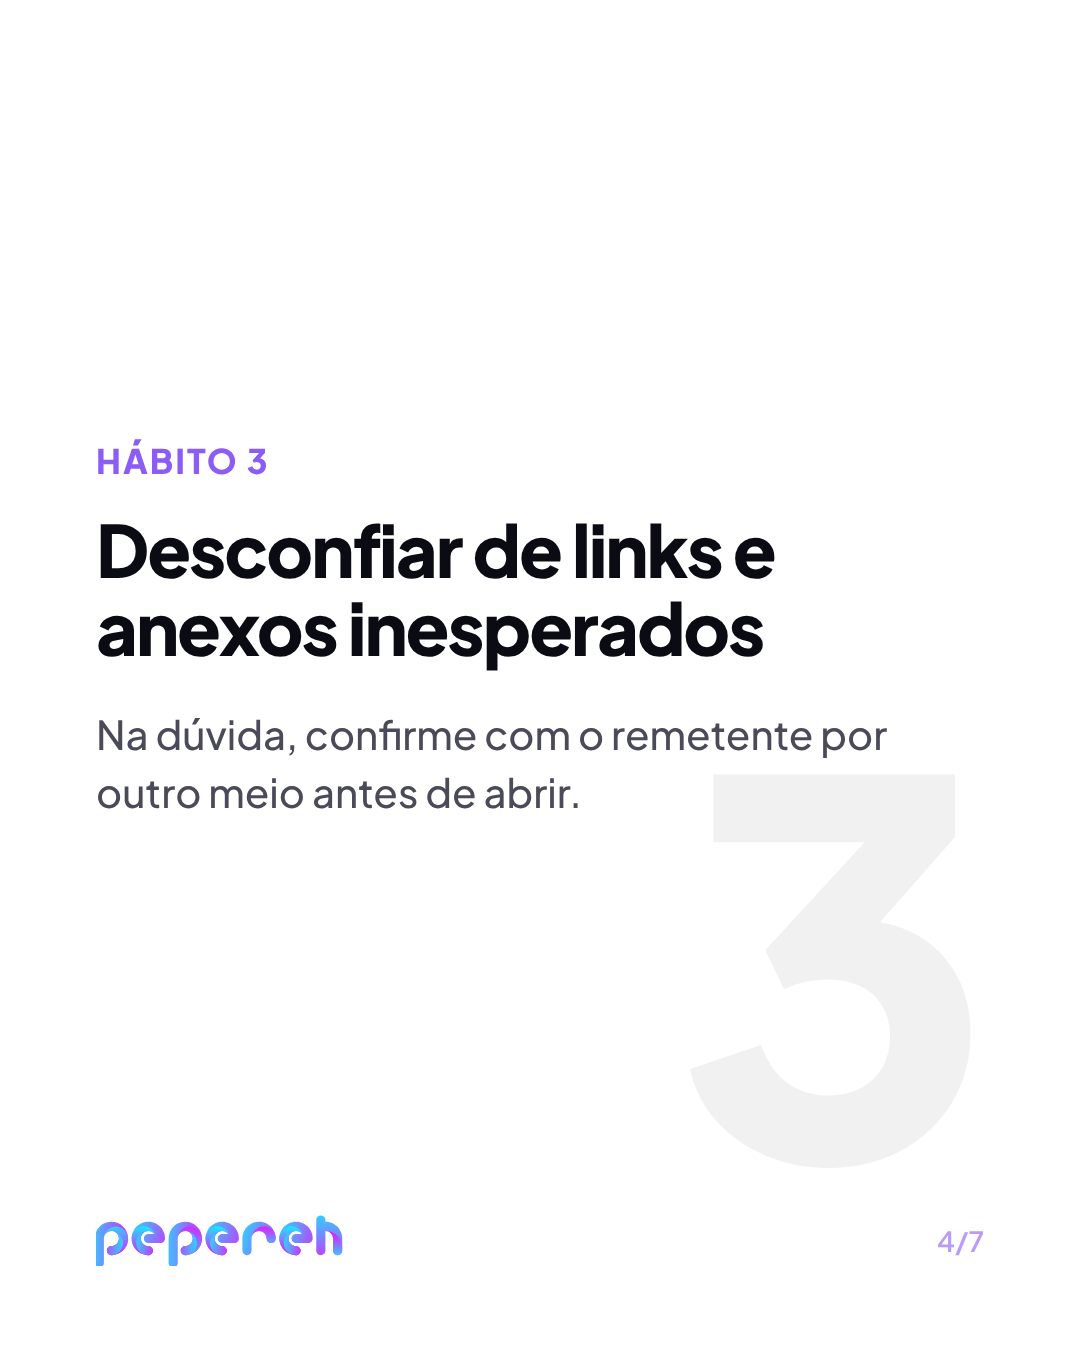 HÁBITO 3
Desconfiar de links e
anexos inesperados
Na dúvida, confirme com o remetente por
outro meio antes de abrir.
3
pepereh
4/7